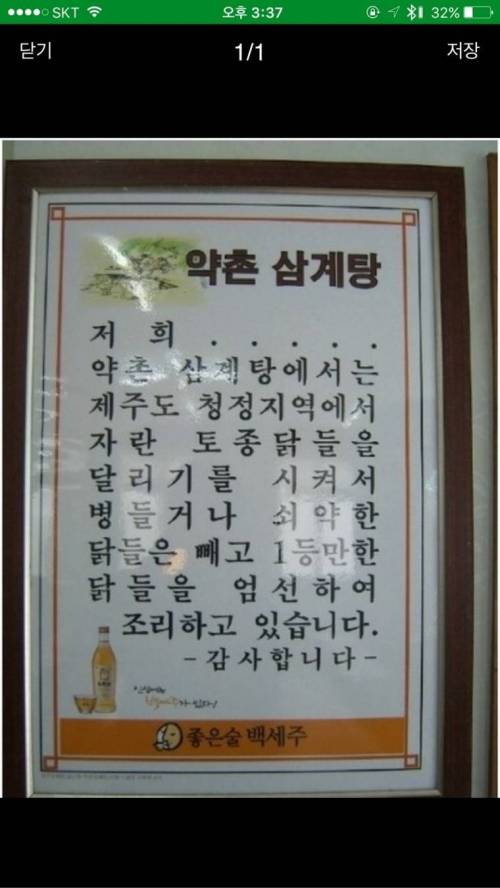 SKT 오후 3:37 32%
닫기 1/1 저장
약촌 삼계탕
저 희 . . . . .
약촌 삼계탕에서는
제주도 청정지역에서
자란 토종닭들을
달리기를 시켜서
병들거나 쇠약한
닭들은 빼고 1등만한
닭들을 엄선하여
조리하고 있습니다.
-감사합니다-
좋은술 백세주